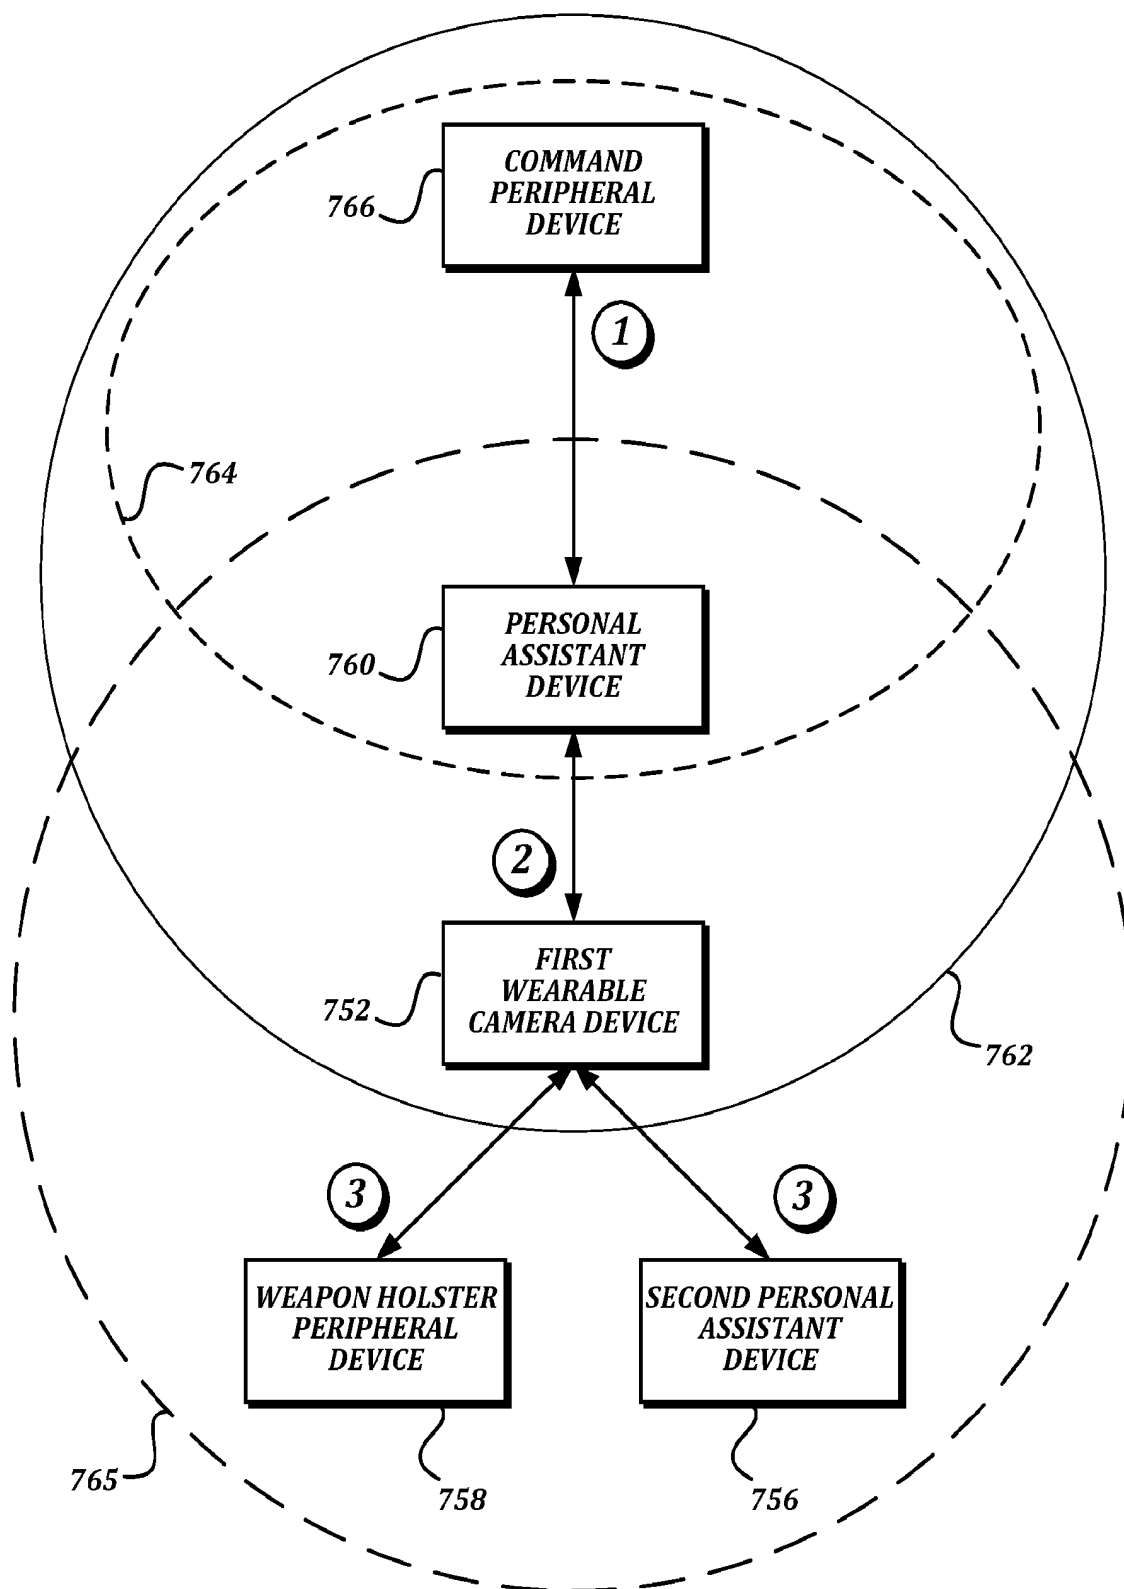 COMMAND
PERIPHERAL
DEVICE
766
1
764
PERSONAL
ASSISTANT
DEVICE
760
2
FIRST
WEARABLE
CAMERA DEVICE
752
762
3
3
WEAPON HOLSTER
PERIPHERAL
DEVICE
SECOND PERSONAL
ASSISTANT
DEVICE
765
758
756